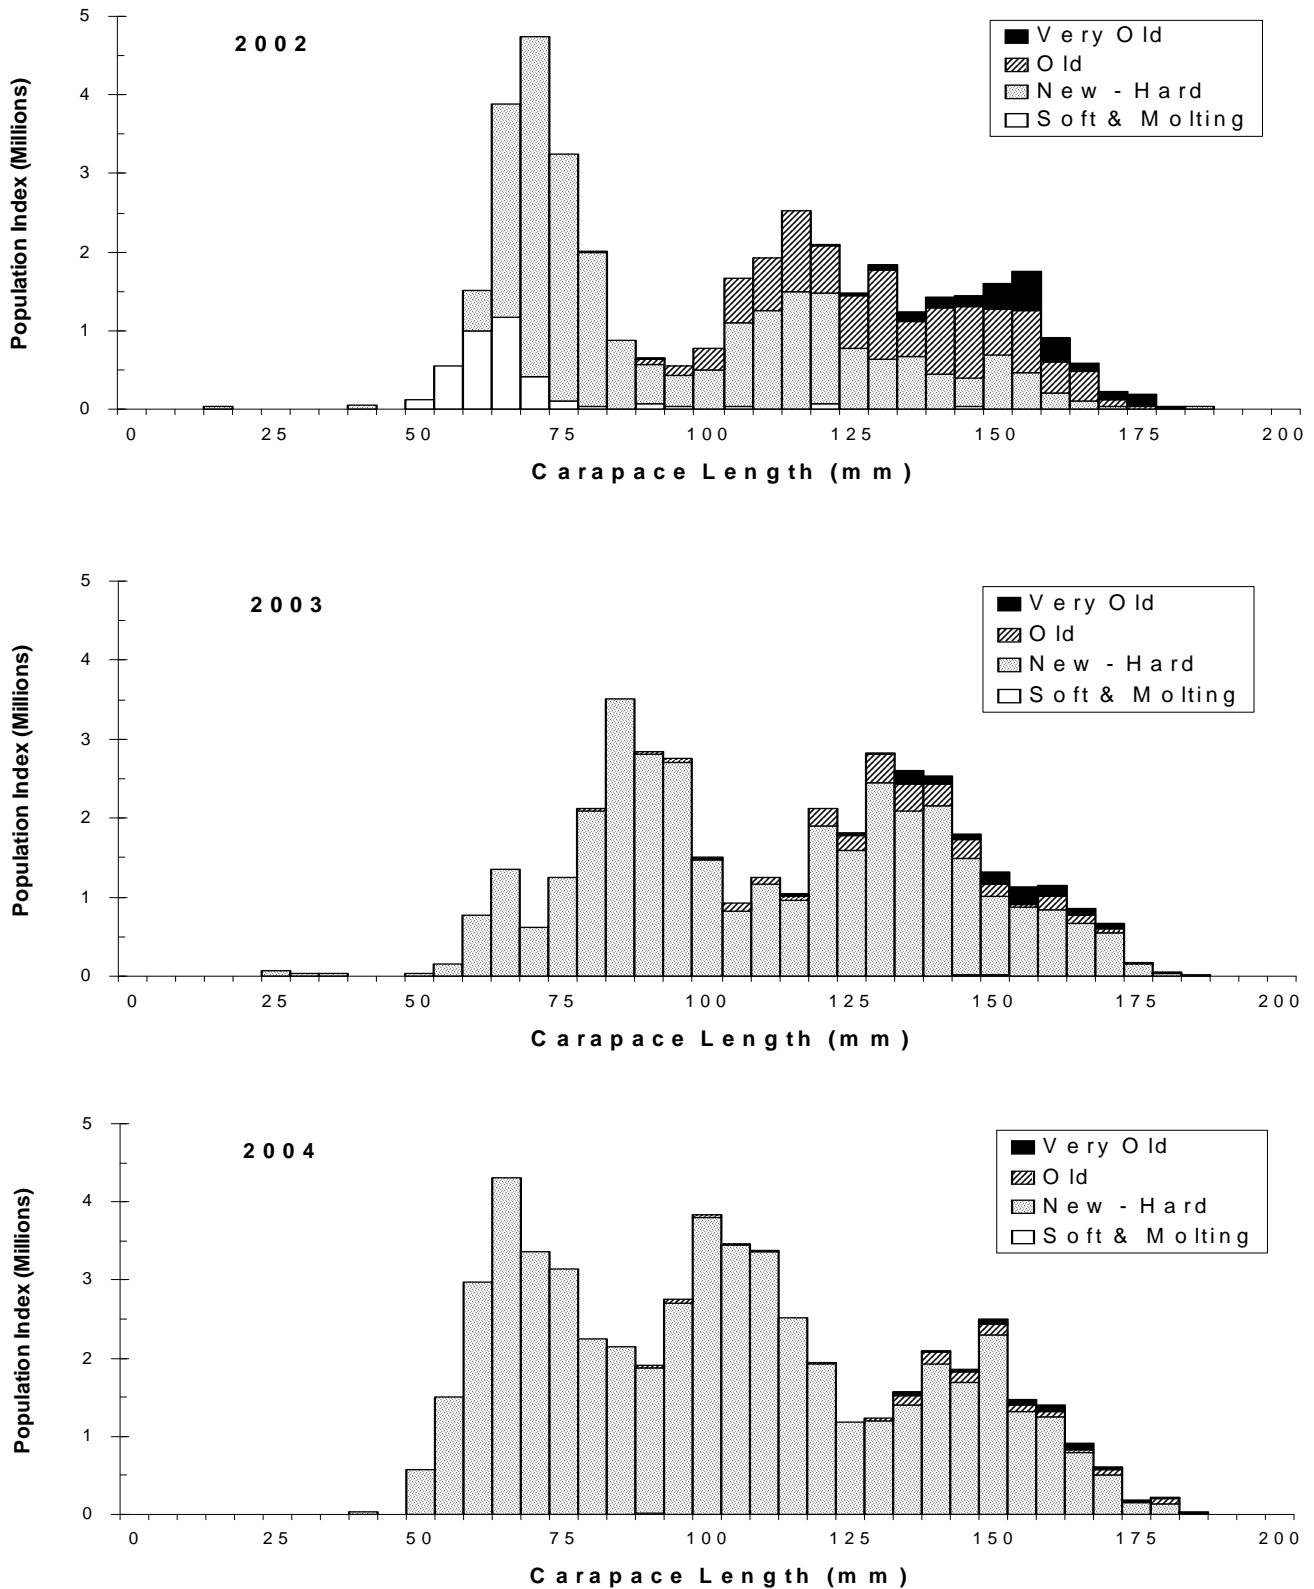 2002
Very Old
Old
New - Hard
Soft & Molting
Population Index (Millions)
5
4
3
2
1
0
0 25 50 75 100 125 150 175 200
Carapace Length (mm)
2003
Very Old
Old
New - Hard
Soft & Molting
Population Index (Millions)
5
4
3
2
1
0
0 25 50 75 100 125 150 175 200
Carapace Length (mm)
2004
Very Old
Old
New - Hard
Soft & Molting
Population Index (Millions)
5
4
3
2
1
0
0 25 50 75 100 125 150 175 200
Carapace Length (mm)